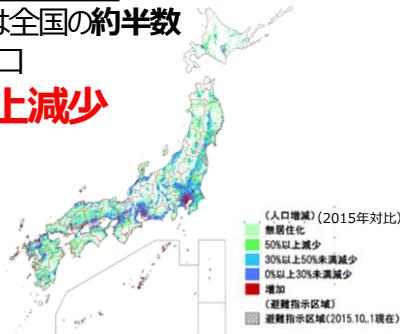 は全国の約半数
口
上減少
(人口増減) (2015年対比)
無居住化
50%以上減少
30%以上50%未満減少
0%以上30%未満減少
増加
(避難指示区域)
避難指示区域(2015.10.1現在)